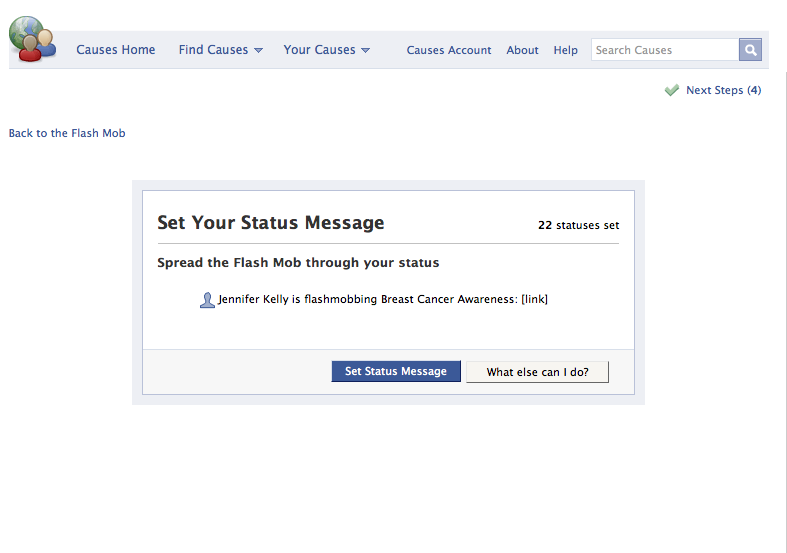 Causes Home Find Causes Your Causes Causes Account About Help Search Causes
Next Steps (4)
Back to the Flash Mob
Set Your Status Message 22 statuses set
Spread the Flash Mob through your status
Jennifer Kelly is flashmobbing Breast Cancer Awareness: [link]
Set Status Message What else can I do?